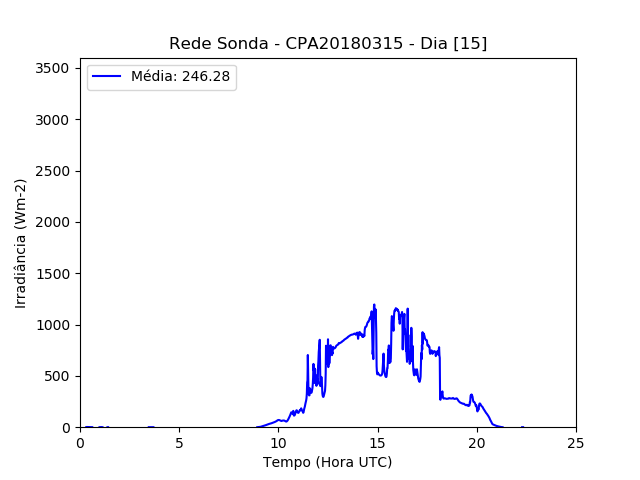 Rede Sonda - CPA20180315 - Dia [15]
Média: 246.28
Irradiância (Wm-2)
3500
3000
2500
2000
1500
1000
500
0
0 5 10 15 20 25
Tempo (Hora UTC)